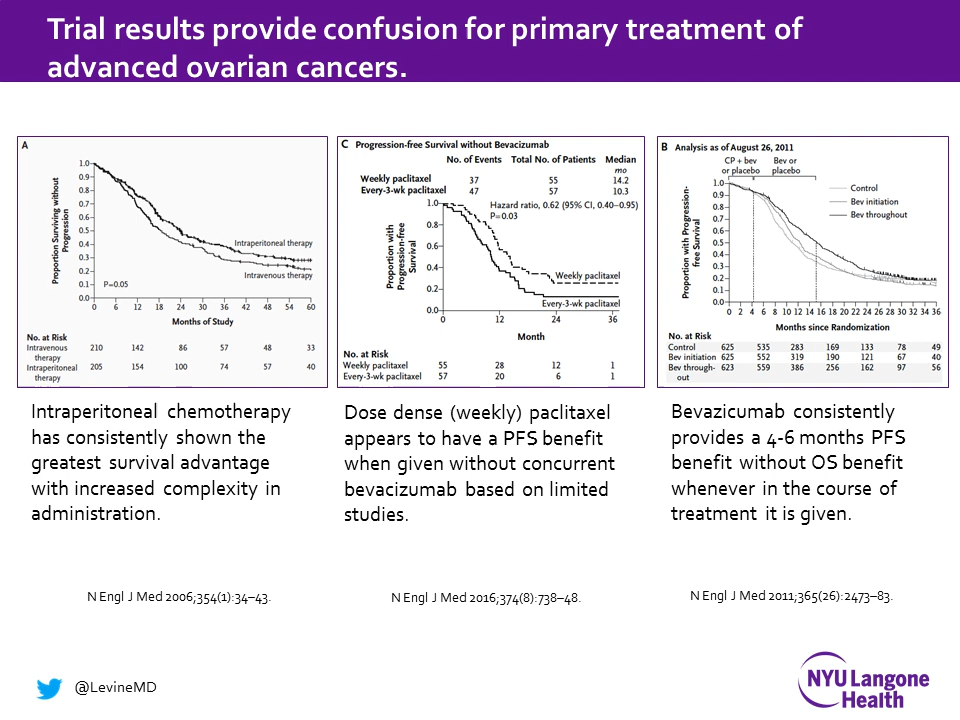 Trial results provide confusion for primary treatment of
advanced ovarian cancers.
A
1.0
0.9
0.8
0.7
0.6
0.5
0.4
0.3
0.2
0.1
0.0
Proportion Surviving without
Progression
Intraperitoneal therapy
Intravenous therapy
P=0.05
0 6 12 18 24 30 36 42 48 54 60
Months of Study
No. at Risk
Intravenous 210 142 86 57 48 33
therapy
Intraperitoneal 205 154 100 74 57 40
therapy
C Progression-free Survival without Bevacizumab
No. of Events Total No. of Patients Median
mo
Weekly paclitaxel 37 55 14.2
Every-3-wk paclitaxel 47 57 10.3
Hazard ratio, 0.62 (95% CI, 0.40–0.95)
P=0.03
1.0
0.8
0.6
0.4
0.2
0.0
Proportion with
Progression-free
Survival
Weekly paclitaxel
Every-3-wk paclitaxel
0 12 24 36
Month
No. at Risk
Weekly paclitaxel 55 28 12 1
Every-3-wk paclitaxel 57 20 6 1
B Analysis as of August 26, 2011
CP + bev Bev or
or placebo placebo
1.0
0.9
0.8
0.7
0.6
0.5
0.4
0.3
0.2
0.1
0.0
Proportion with Progression-
free Survival
Control
Bev initiation
Bev throughout
0 2 4 6 8 10 12 14 16 18 20 22 24 26 28 30 32 34 36
Months since Randomization
No. at Risk
Control 625 535 283 169 133 78 49
Bev initiation 625 552 319 190 121 67 40
Bev through- 623 559 386 256 162 97 56
out
Intraperitoneal chemotherapy
has consistently shown the
greatest survival advantage
with increased complexity in
administration.
Dose dense (weekly) paclitaxel
appears to have a PFS benefit
when given without concurrent
bevacizumab based on limited
studies.
Bevazicumab consistently
provides a 4-6 months PFS
benefit without OS benefit
whenever in the course of
treatment it is given.
N Engl J Med 2006;354(1):34–43.
N Engl J Med 2016;374(8):738–48.
N Engl J Med 2011;365(26):2473–83.
@LevineMD
NYU Langone
Health